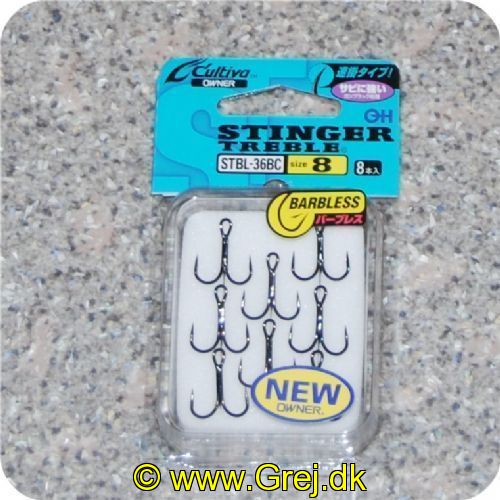 Cultiva
OWNER
速掛タイプ!
サビに強い
OH
STINGER
TREBLE
STBL-36BC
size 8
8本入
BARBLESS
バーブレス
NEW
OWNER
© www.Grej.dk